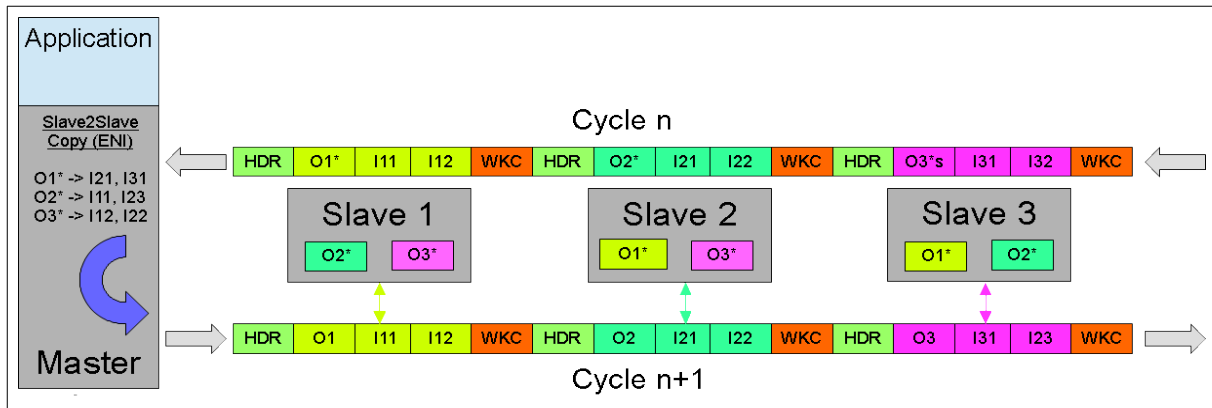 Application
Slave2Slave
Copy (ENI)
O1* -> I21, I31
O2* -> I11, I23
O3* -> I12, I22
Master
Cycle n
HDR O1* I11 I12 WKC HDR O2* I21 I22 WKC HDR O3*s I31 I32 WKC
Slave 1
O2* O3*
Slave 2
O1* O3*
Slave 3
O1* O2*
HDR O1 I11 I12 WKC HDR O2 I21 I22 WKC HDR O3 I31 I23 WKC
Cycle n+1